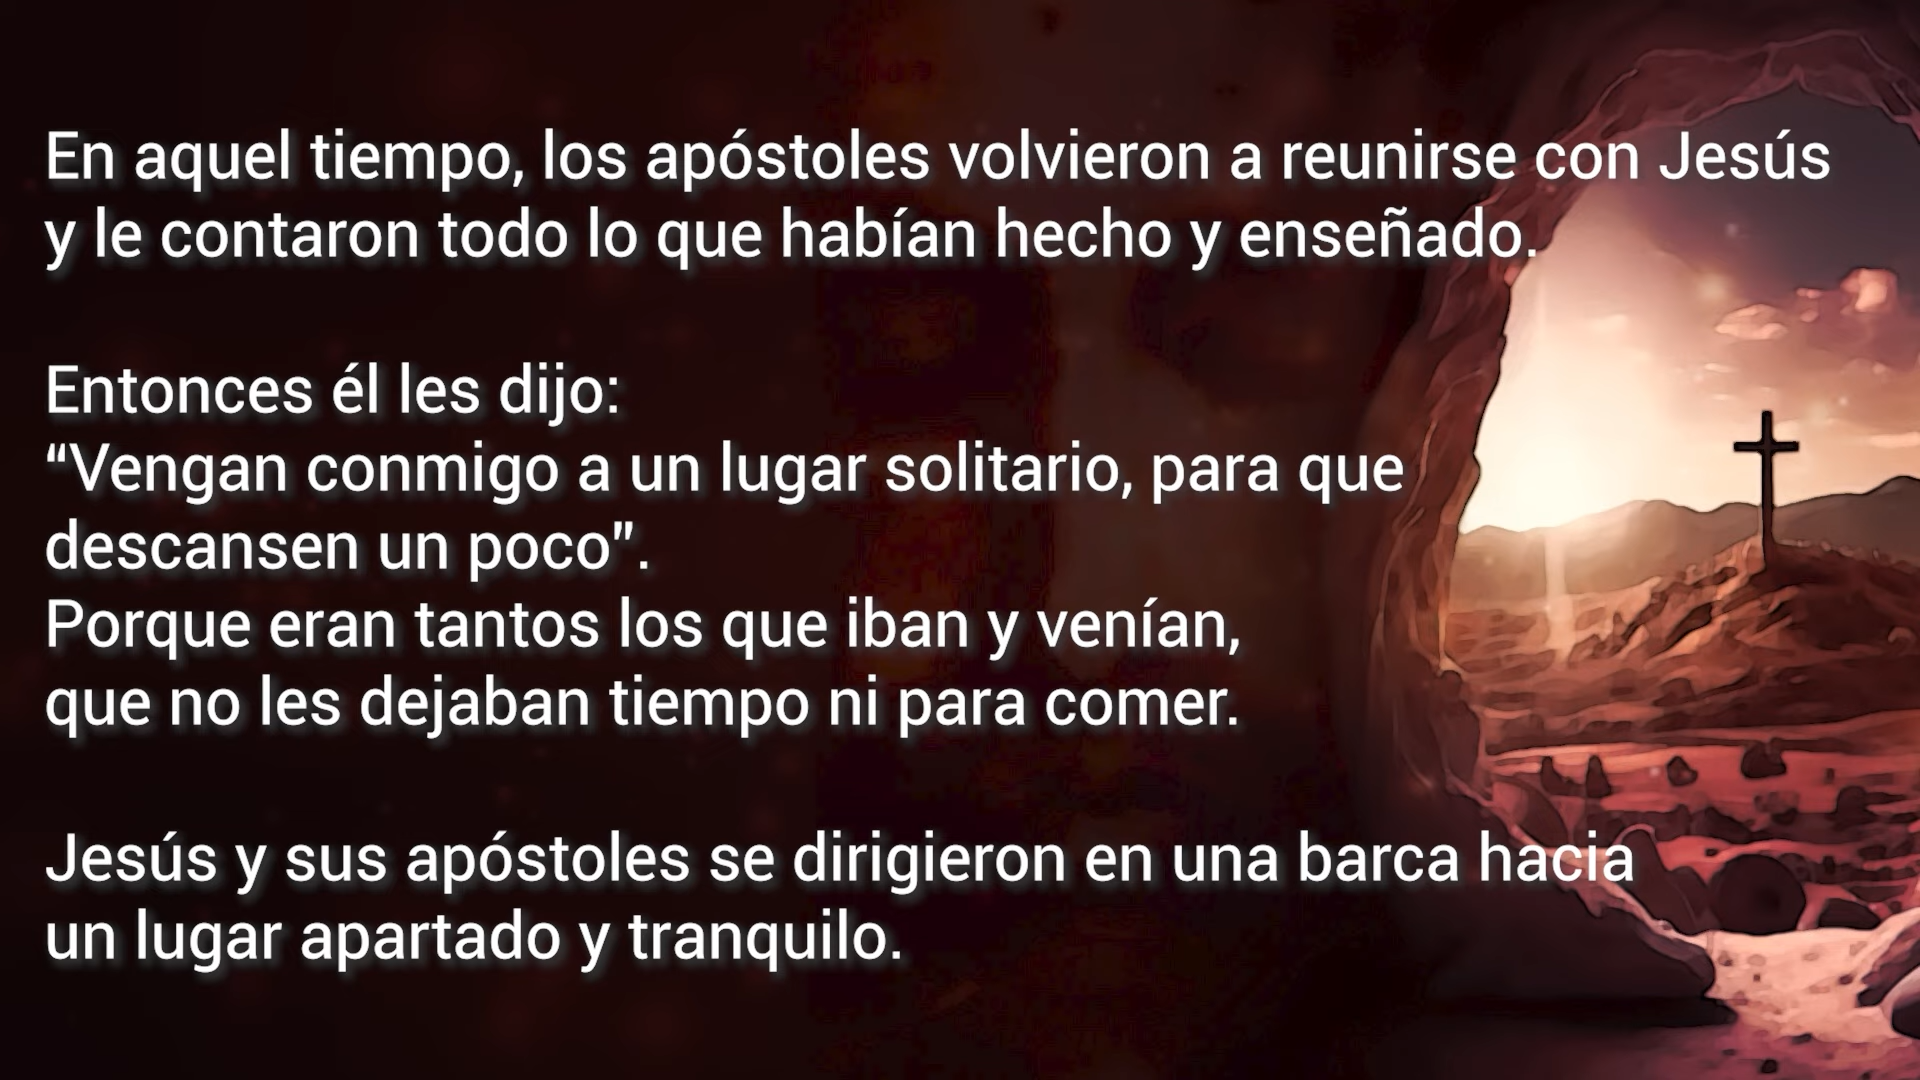 En aquel tiempo, los apóstoles volvieron a reunirse con Jesús
y le contaron todo lo que habían hecho y enseñado.
Entonces él les dijo:
“Vengan conmigo a un lugar solitario, para que
descansen un poco”.
Porque eran tantos los que iban y venían,
que no les dejaban tiempo ni para comer.
Jesús y sus apóstoles se dirigieron en una barca hacia
un lugar apartado y tranquilo.